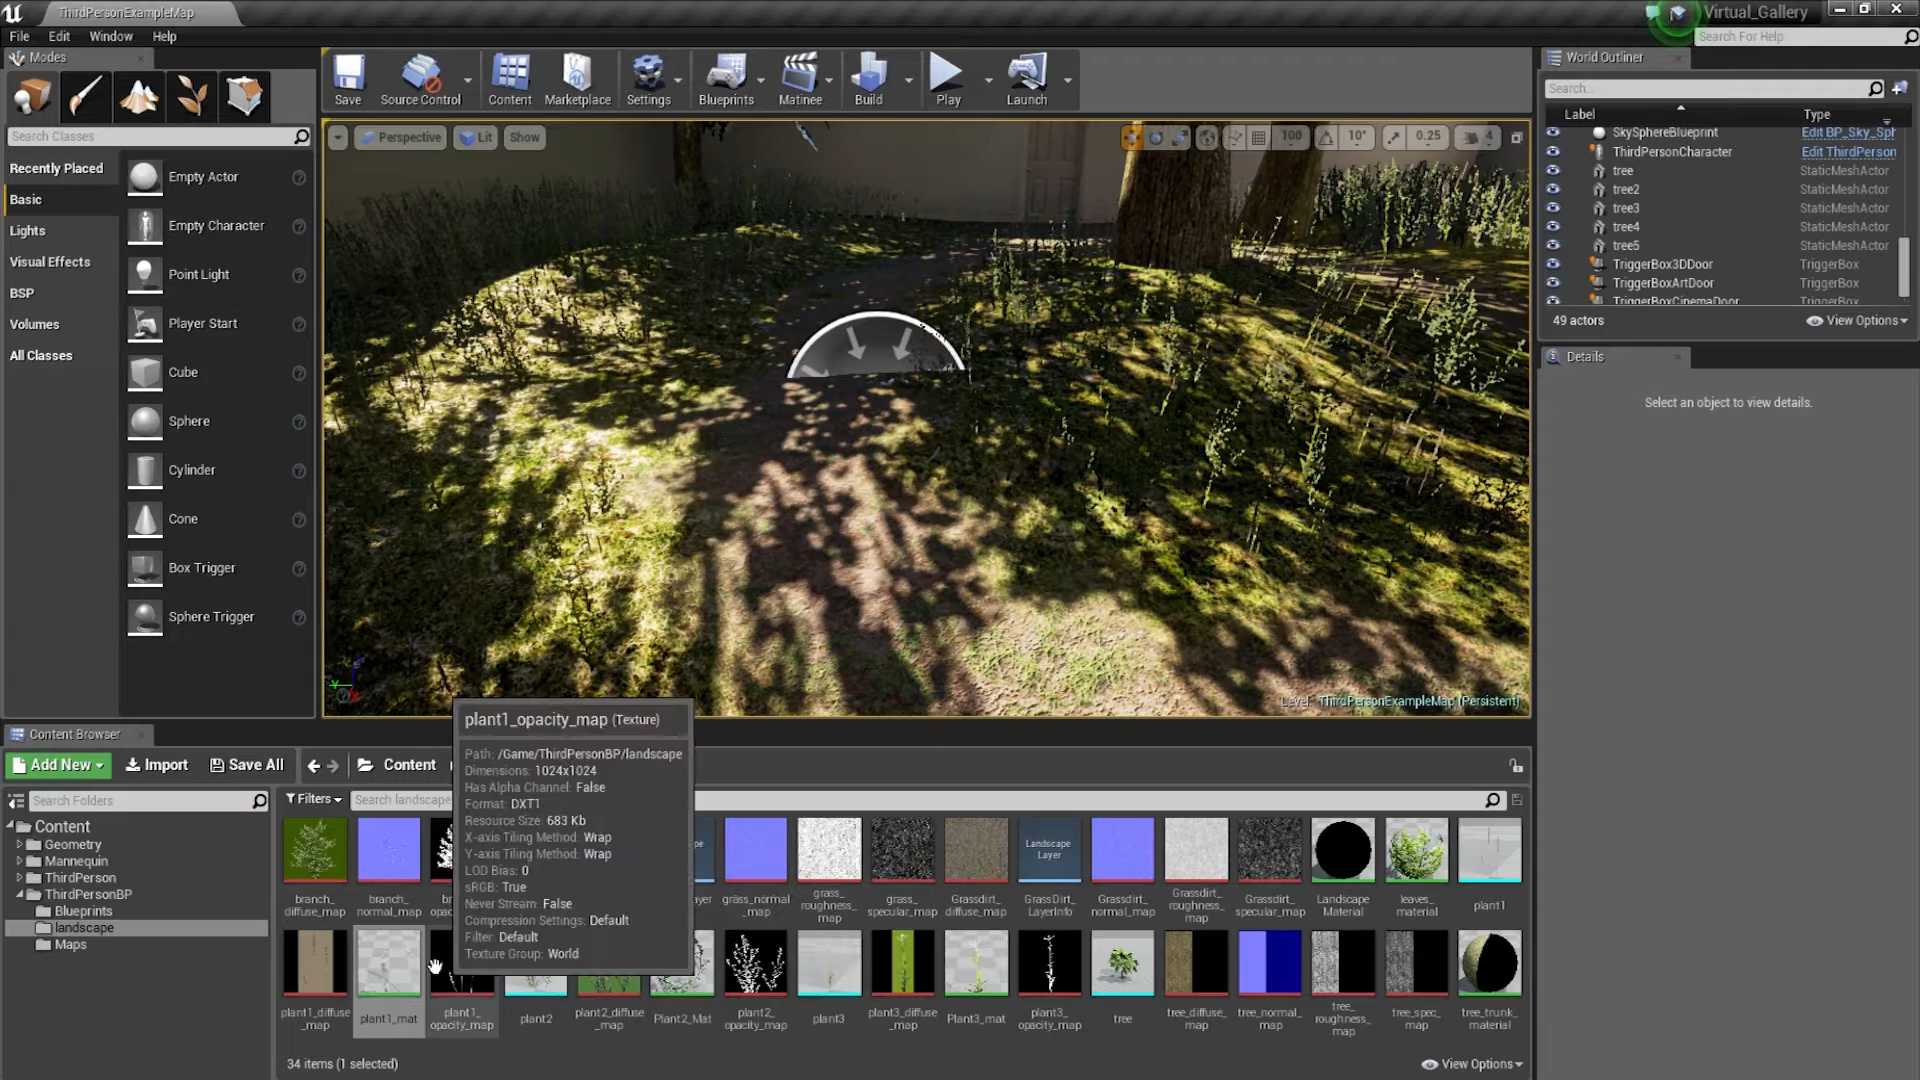 ThirdPersonExampleMap
Virtual_Gallery
File Edit Window Help
Search For Help
Modes
Search Classes
Recently Placed
Basic
Lights
Visual Effects
BSP
Volumes
All Classes
Empty Actor
Empty Character
Point Light
Player Start
Cube
Sphere
Cylinder
Cone
Box Trigger
Sphere Trigger
Save
Source Control
Content
Marketplace
Settings
Blueprints
Matinee
Build
Play
Launch
Perspective
Lit
Show
100
10°
0.25
4
Level: ThirdPersonExampleMap (Persistent)
World Outliner
Search...
Label Type
SkySphereBlueprint Edit BP_Sky_Sph
ThirdPersonCharacter Edit ThirdPerson
tree StaticMeshActor
tree2 StaticMeshActor
tree3 StaticMeshActor
tree4 StaticMeshActor
tree5 StaticMeshActor
TriggerBox3DDoor TriggerBox
TriggerBoxArtDoor TriggerBox
TriggerBoxCinemaDoor TriggerBox
49 actors
View Options
Details
Select an object to view details.
Content Browser
Add New
Import
Save All
Content
Search Folders
Content
Geometry
Mannequin
ThirdPerson
ThirdPersonBP
Blueprints
landscape
Maps
Filters
Search landscape
plant1_opacity_map (Texture)
Path: /Game/ThirdPersonBP/landscape
Dimensions: 1024x1024
Has Alpha Channel: False
Format: DXT1
Resource Size: 683 Kb
X-axis Tiling Method: Wrap
Y-axis Tiling Method: Wrap
LOD Bias: 0
sRGB: True
Never Stream: False
Compression Settings: Default
Filter: Default
Texture Group: World
Landscape
Layer
branch_
diffuse_map
branch_
normal_map
grass_normal
_map
grass_
roughness_
map
grass_
specular_map
Grassdirt_
diffuse_map
GrassDirt_
LayerInfo
Grassdirt_
normal_map
Grassdirt_
roughness_
map
Grassdirt_
specular_map
Landscape
Material
leaves_
material
plant1
plant1_diffuse
_map
plant1_mat
plant1_
opacity_map
plant2
plant2_diffuse
_map
Plant2_Mat
plant2_
opacity_map
plant3
plant3_diffuse
_map
Plant3_mat
plant3_
opacity_map
tree
tree_diffuse_
map
tree_normal_
map
tree_
roughness_
map
tree_spec_
map
tree_trunk_
material
34 items (1 selected)
View Options